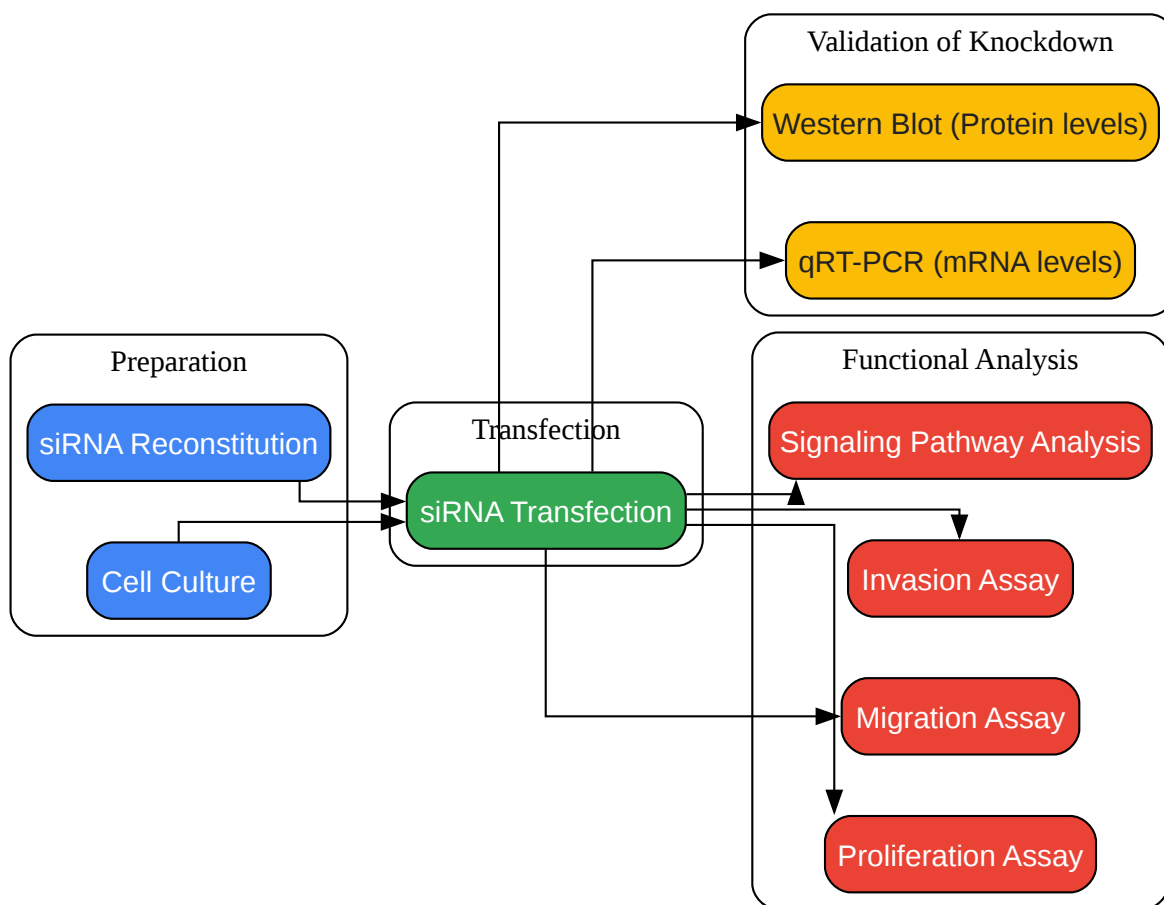 Validation of Knockdown
Western Blot (Protein levels)
qRT-PCR (mRNA levels)
Preparation
siRNA Reconstitution
Cell Culture
Transfection
siRNA Transfection
Functional Analysis
Signaling Pathway Analysis
Invasion Assay
Migration Assay
Proliferation Assay